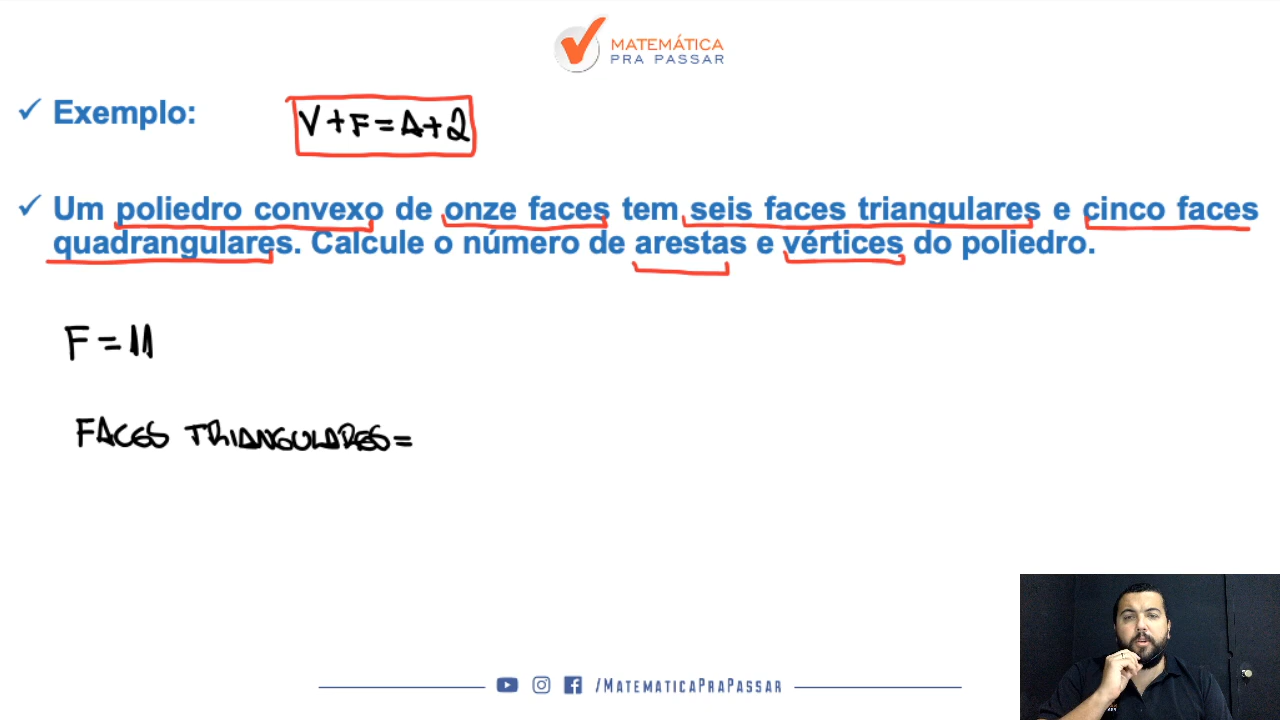 MATEMÁTICA
PRA PASSAR
✓ Exemplo:
V+F=A+2
✓ Um poliedro convexo de onze faces tem seis faces triangulares e cinco faces
quadrangulares. Calcule o número de arestas e vértices do poliedro.
F=11
FACES TRIANGULARES=
/MATEMATICAPRAPASSAR